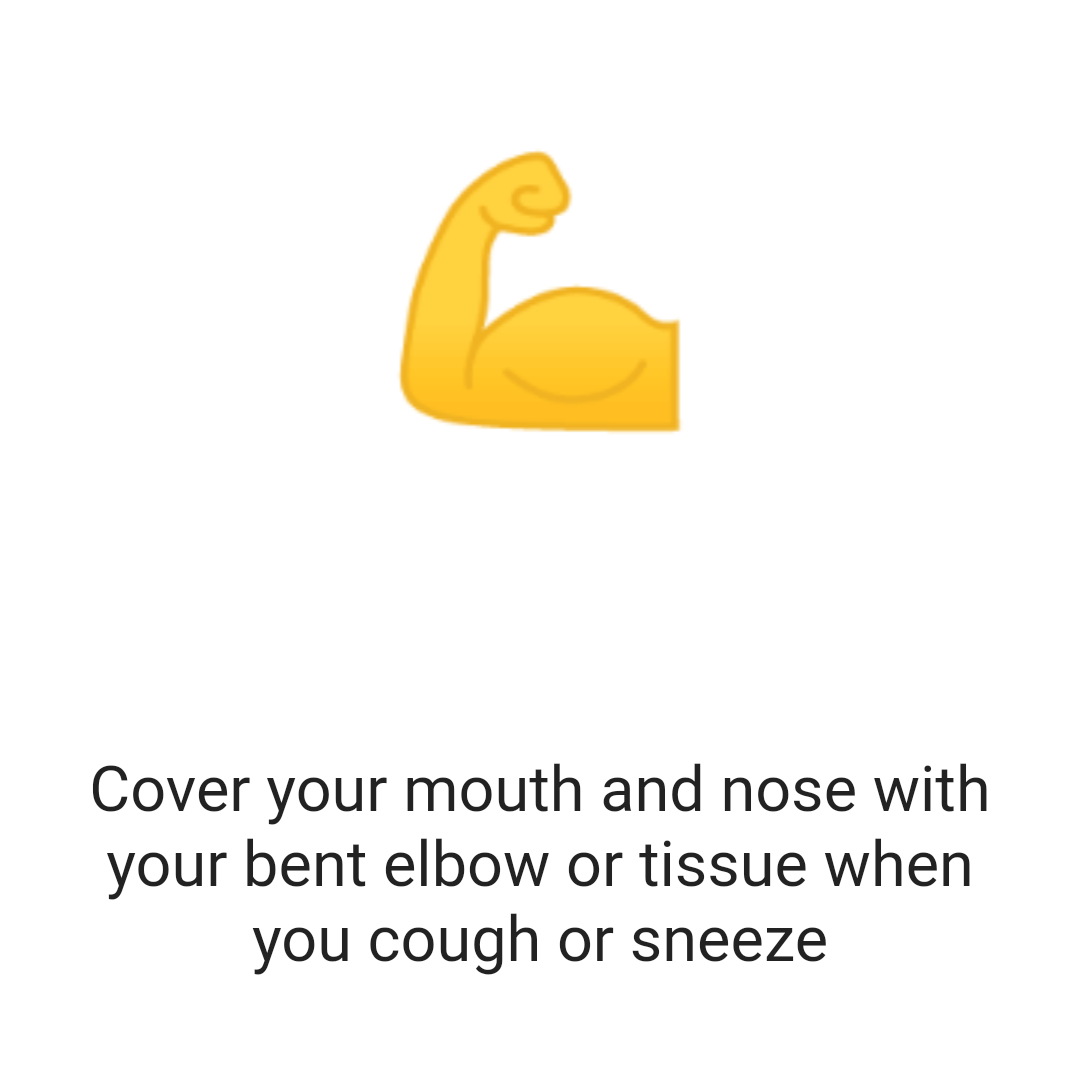 Cover your mouth and nose with
your bent elbow or tissue when
you cough or sneeze